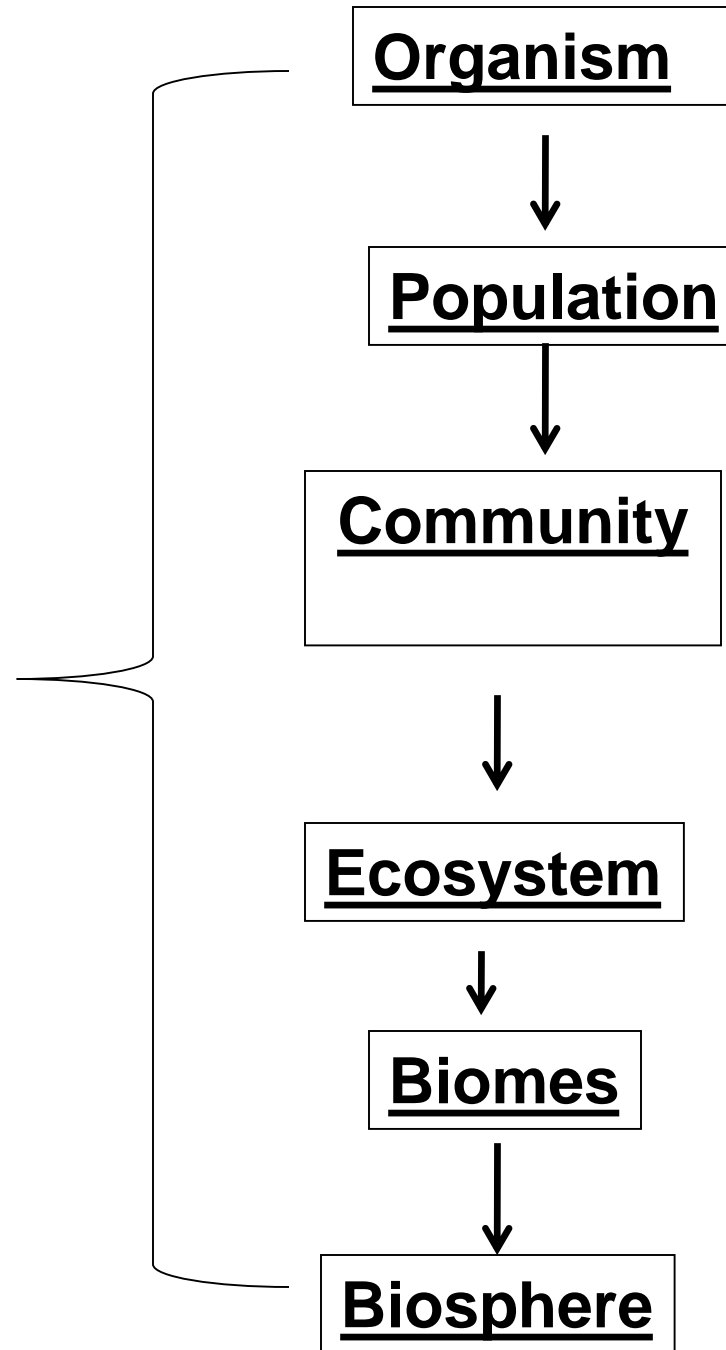 Organism
Population
Community
Ecosystem
Biomes
Biosphere